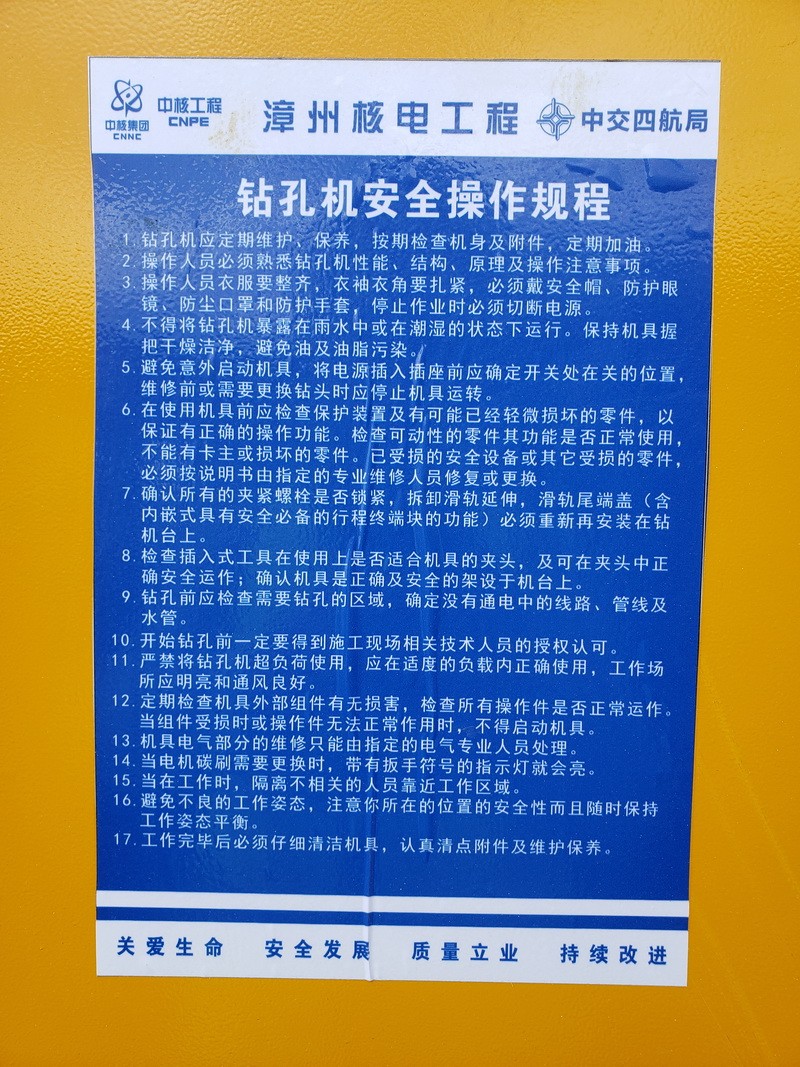 中核集团
CNNC
中核工程
CNPE
漳州核电工程
中交四航局
钻孔机安全操作规程
1. 钻孔机应定期维护、保养，按期检查机身及附件，定期加油。
2. 操作人员必须熟悉钻孔机性能、结构、原理及操作注意事项。
3. 操作人员衣服要整齐，衣袖衣角要扎紧，必须戴安全帽、防护眼
镜、防尘口罩和防护手套，停止作业时必须切断电源。
4. 不得将钻孔机暴露在雨水中或在潮湿的状态下运行。保持机具握
把干燥洁净，避免油及油脂污染。
5. 避免意外启动机具，将电源插入插座前应确定开关处在关的位置，
维修前或需要更换钻头时应停止机具运转。
6. 在使用机具前应检查保护装置及有可能已经轻微损坏的零件，以
保证有正确的操作功能。检查可动性的零件其功能是否正常使用，
不能有卡主或损坏的零件。已受损的安全设备或其它受损的零件，
必须按说明书由指定的专业维修人员修复或更换。
7. 确认所有的夹紧螺栓是否锁紧，拆卸滑轨延伸，滑轨尾端盖（含
内嵌式具有安全必备的行程终端块的功能）必须重新再安装在钻
机台上。
8. 检查插入式工具在使用上是否适合机具的夹头，及可在夹头中正
确安全运作；确认机具是正确及安全的架设于机台上。
9. 钻孔前应检查需要钻孔的区域，确定没有通电中的线路、管线及
水管。
10. 开始钻孔前一定要得到施工现场相关技术人员的授权认可。
11. 严禁将钻孔机超负荷使用，应在适度的负载内正确使用，工作场
所应明亮和通风良好。
12. 定期检查机具外部组件有无损害，检查所有操作件是否正常运作。
当组件受损时或操作件无法正常作用时，不得启动机具。
13. 机具电气部分的维修只能由指定的电气专业人员处理。
14. 当电机碳刷需要更换时，带有扳手符号的指示灯就会亮。
15. 当在工作时，隔离不相关的人员靠近工作区域。
16. 避免不良的工作姿态，注意你所在的位置的安全性而且随时保持
工作姿态平衡。
17. 工作完毕后必须仔细清洁机具，认真清点附件及维护保养。
关爱生命 安全发展 质量立业 持续改进